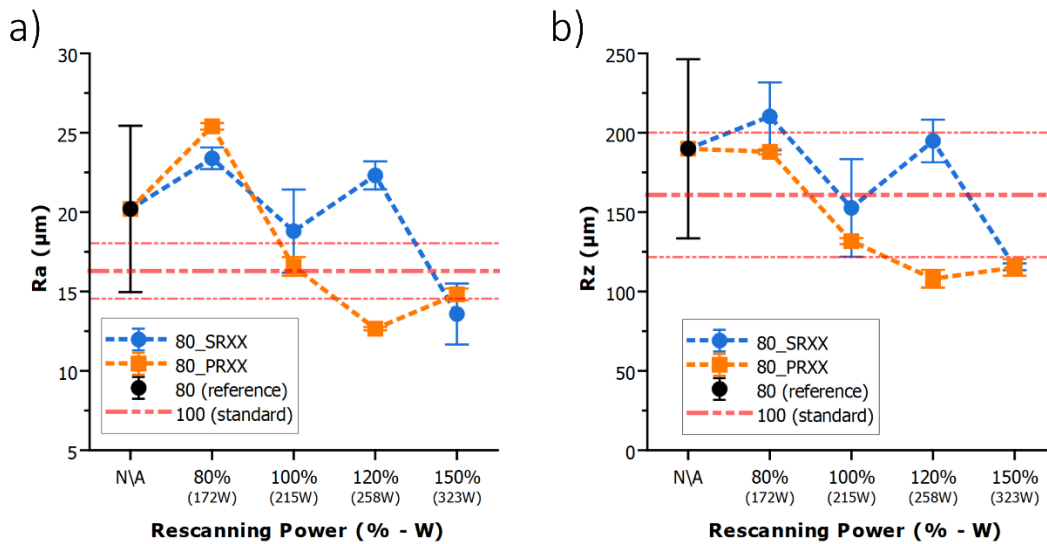 a)
30
25
20
15
10
5
Ra (µm)
80_SRXX
80_PRXX
80 (reference)
100 (standard)
N\A
80%
100%
120%
150%
(172W)
(215W)
(258W)
(323W)
Rescanning Power (% - W)
b)
250
200
150
100
50
0
Rz (µm)
80_SRXX
80_PRXX
80 (reference)
100 (standard)
N\A
80%
100%
120%
150%
(172W)
(215W)
(258W)
(323W)
Rescanning Power (% - W)